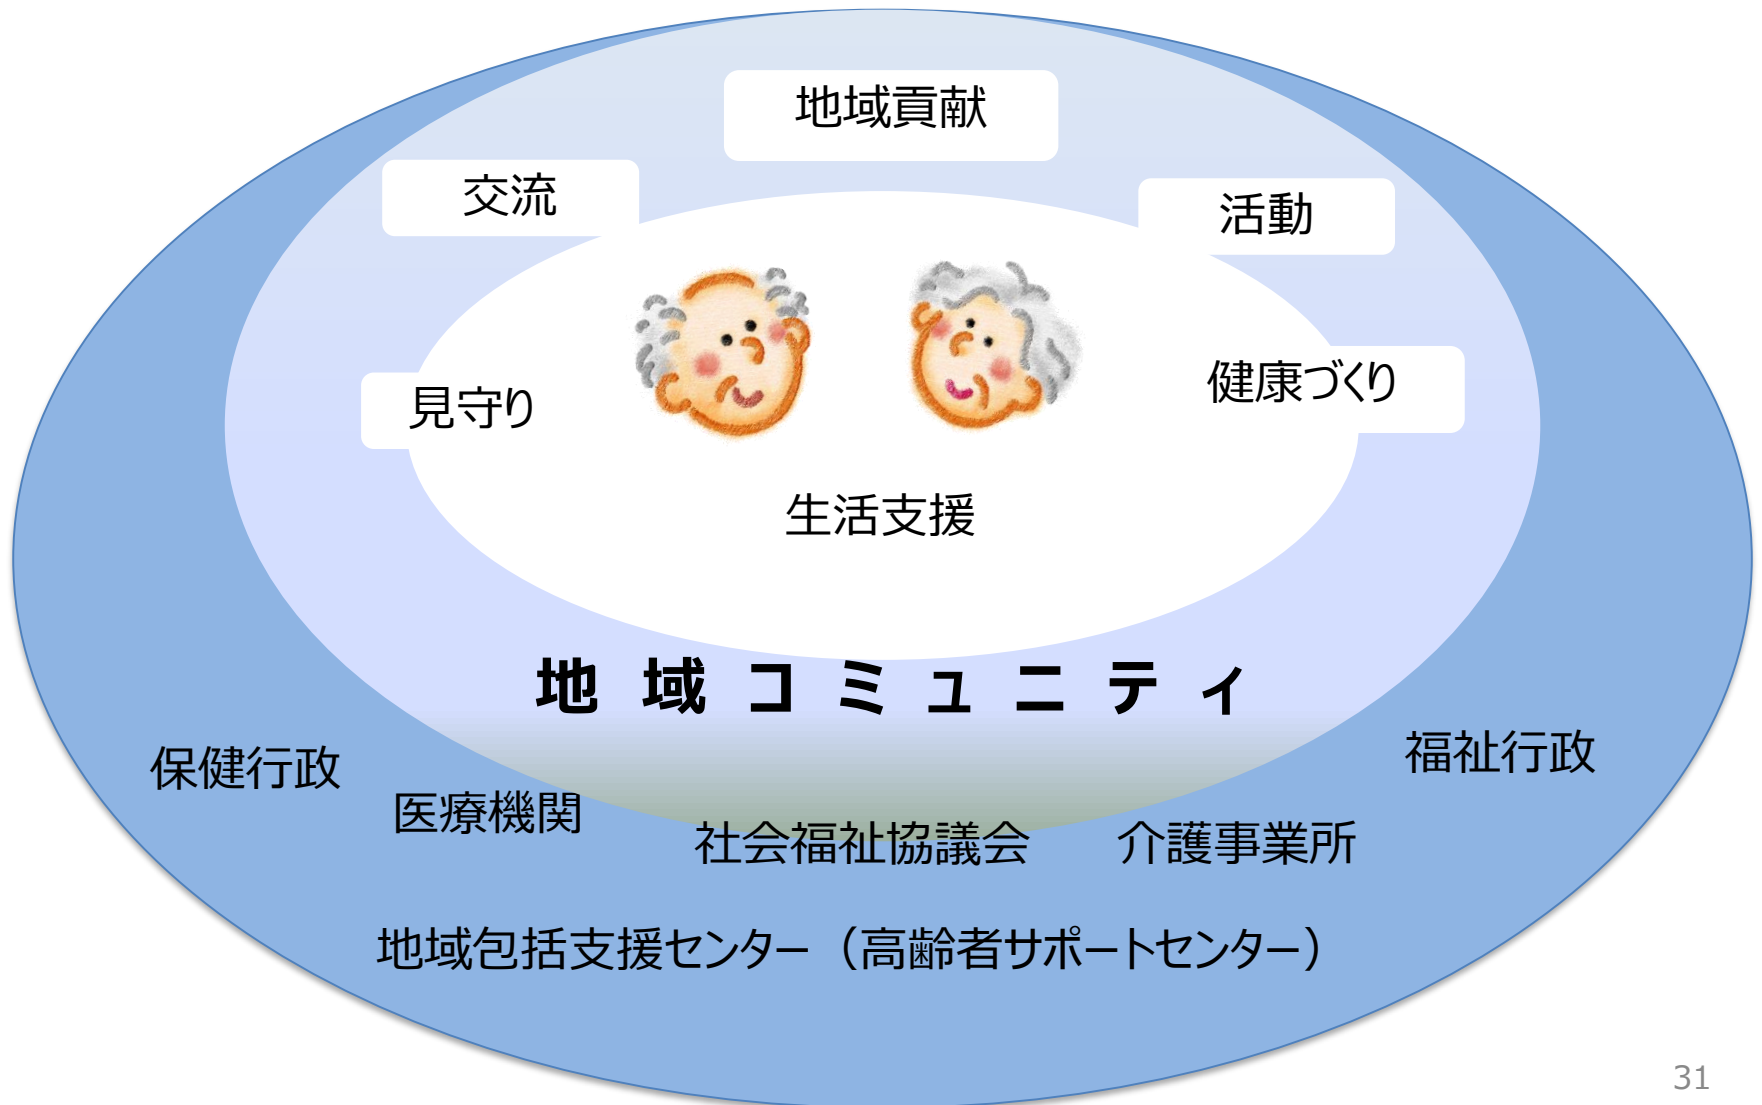 地域貢献
交流
活動
見守り
健康づくり
生活支援
地域コミュニティ
保健行政
福祉行政
医療機関
社会福祉協議会
介護事業所
地域包括支援センター（高齢者サポートセンター）
31